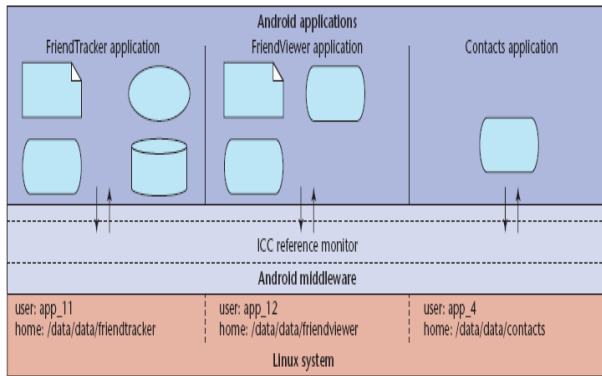 Android applications
FriendTracker application
FriendViewer application
Contacts application
ICC reference monitor
Android middleware
user: app_11
home: /data/data/friendtracker
user: app_12
home: /data/data/friendviewer
user: app_4
home: /data/data/contacts
Linux system